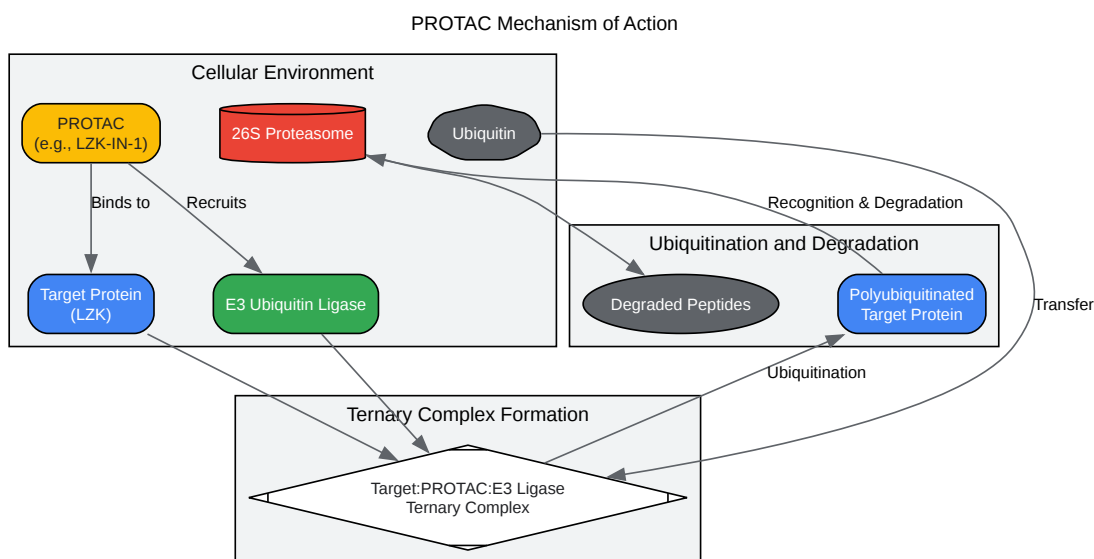 PROTAC Mechanism of Action
Cellular Environment
PROTAC
(e.g., LZK-IN-1)
26S Proteasome
Ubiquitin
Binds to
Recruits
Recognition & Degradation
Ubiquitination and Degradation
Target Protein
(LZK)
E3 Ubiquitin Ligase
Degraded Peptides
Polyubiquitinated
Target Protein
Transfer
Ubiquitination
Ternary Complex Formation
Target:PROTAC:E3 Ligase
Ternary Complex